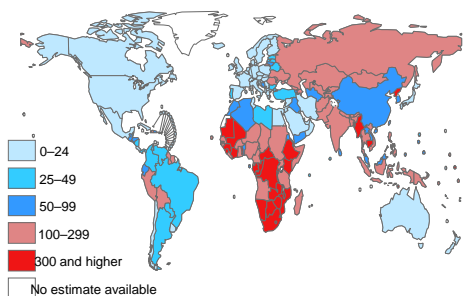 0–24
25–49
50–99
100–299
300 and higher
No estimate available